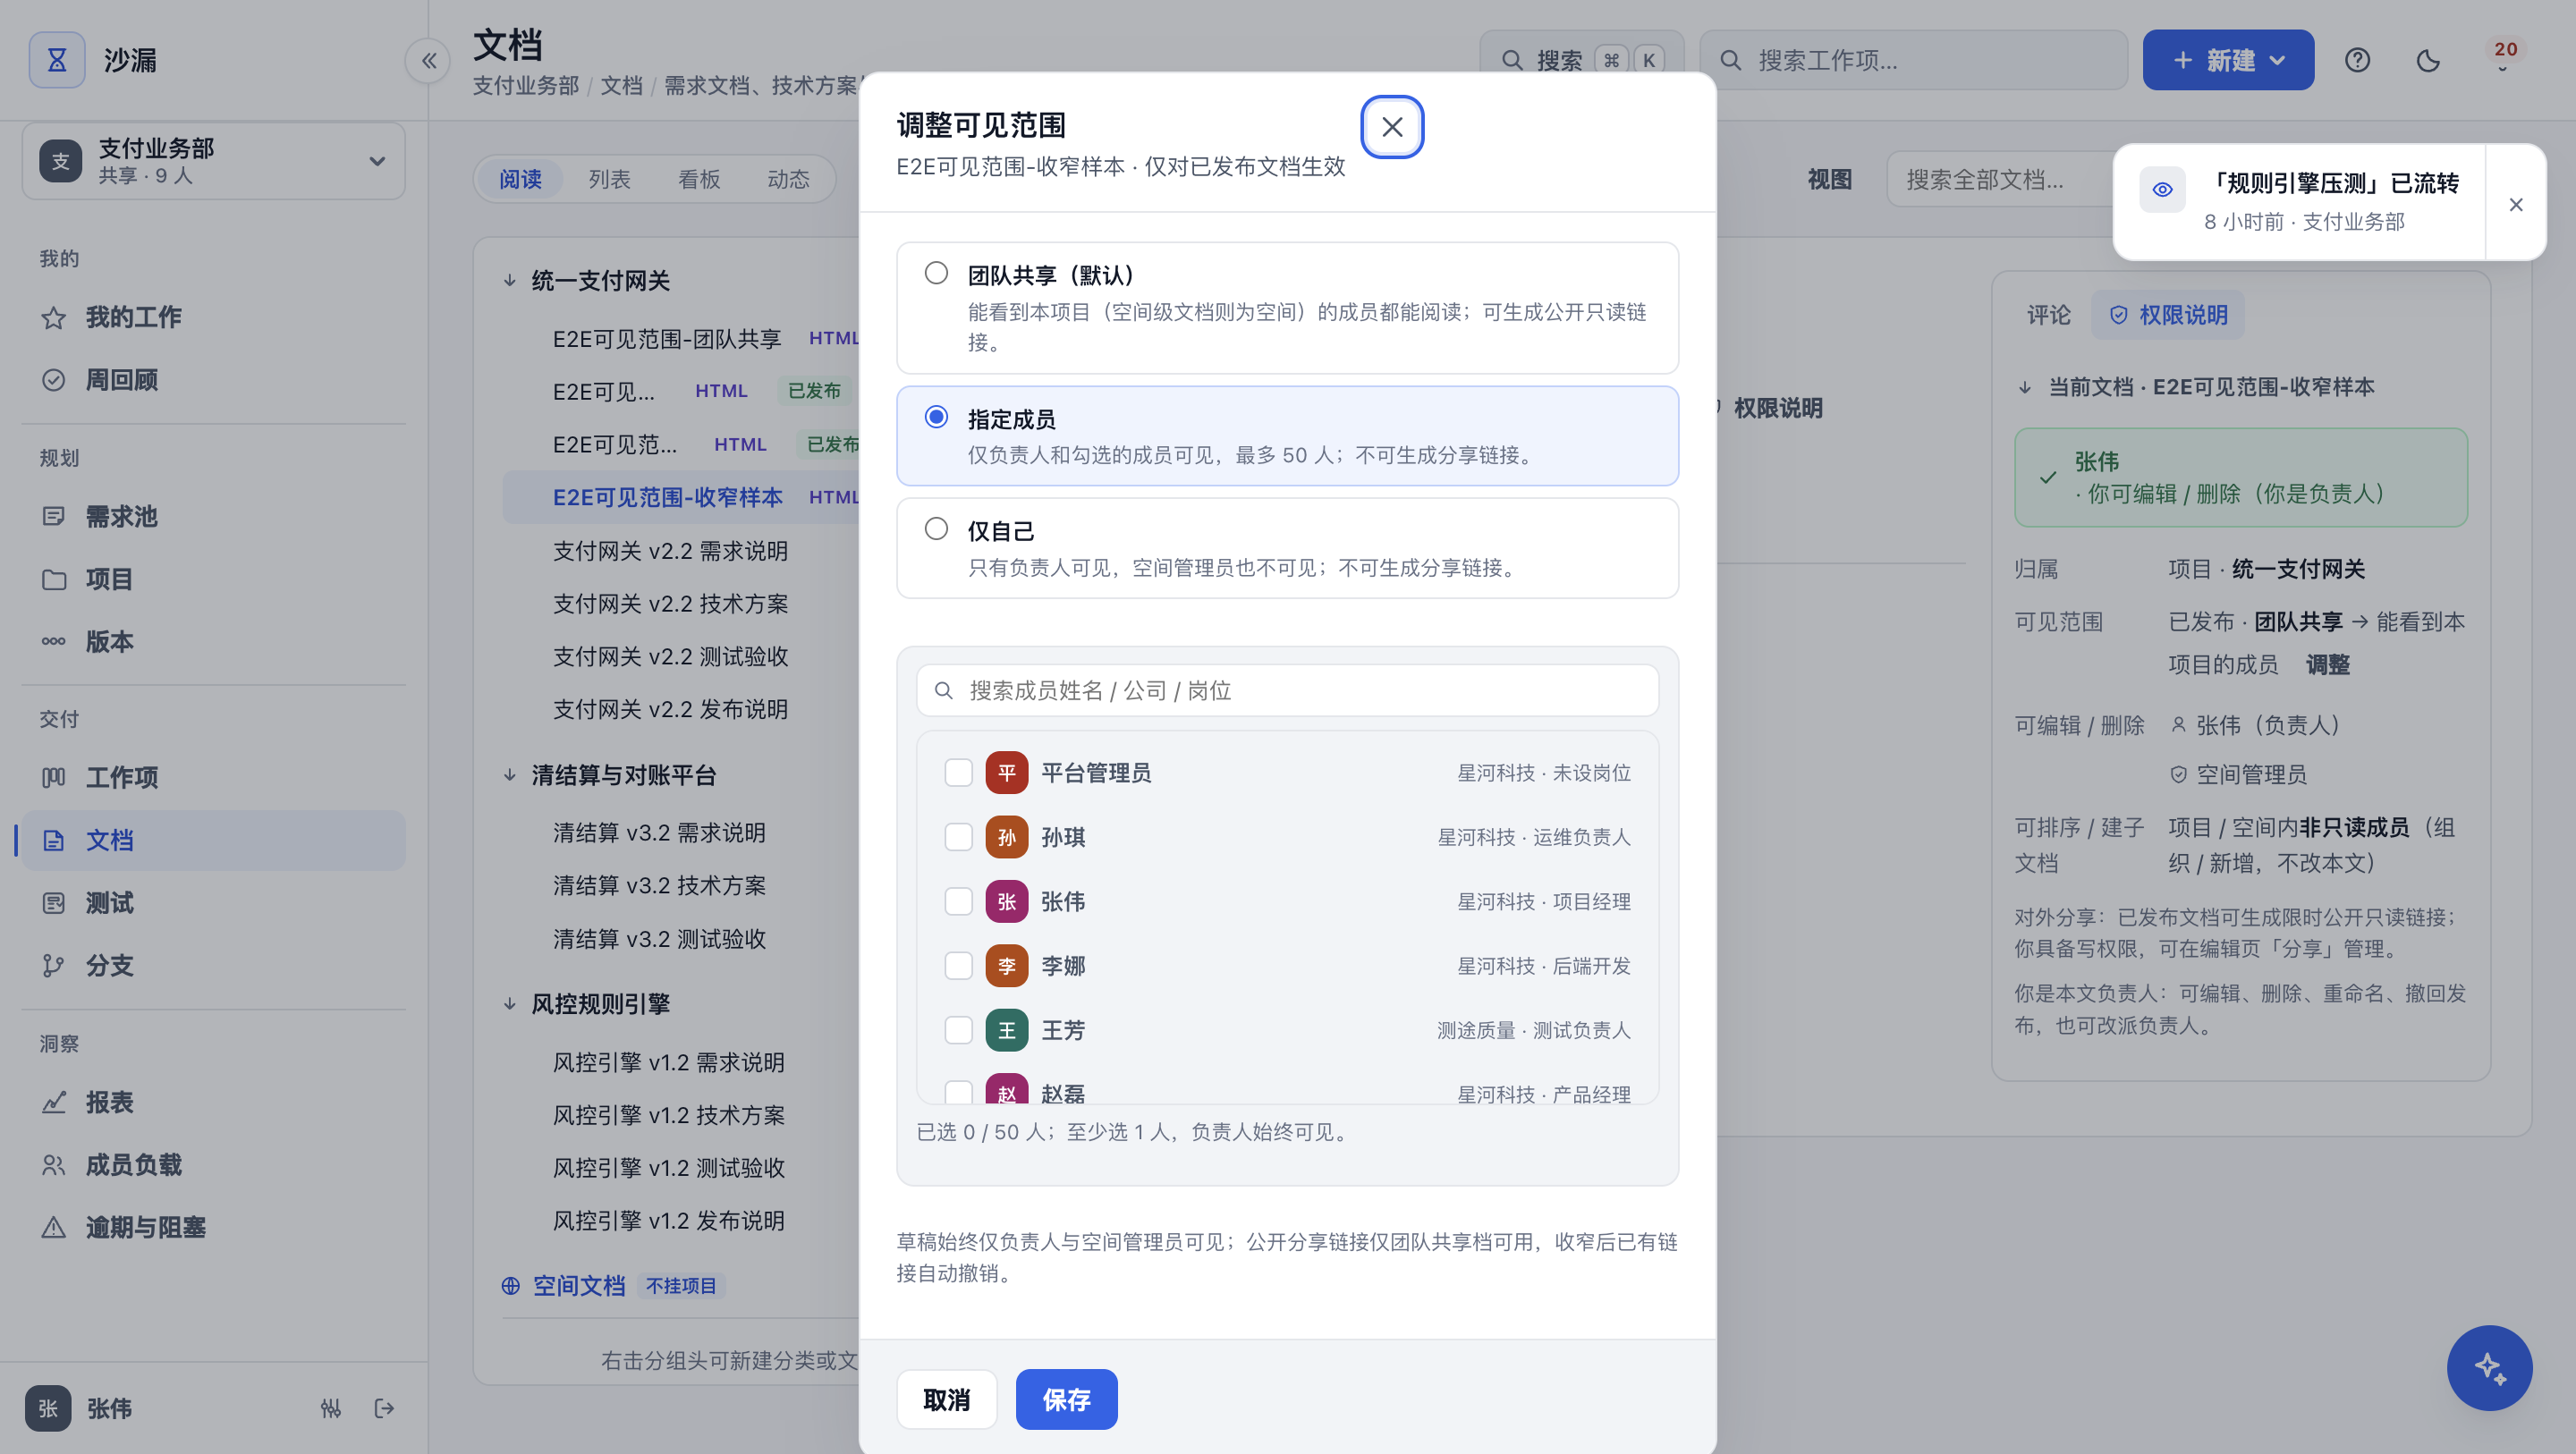 沙漏
支付业务部
支
共享 · 9 人
我的
我的工作
周回顾
规划
需求池
项目
版本
交付
工作项
文档
测试
分支
洞察
报表
成员负载
逾期与阻塞
张
张伟
文档
支付业务部 / 文档 / 需求文档、技术方案
搜索 ⌘ K
搜索工作项...
新建
20
阅读
列表
看板
动态
视图
搜索全部文档...
统一支付网关
E2E可见范围-团队共享 HTML
E2E可见... HTML 已发布
E2E可见范... HTML 已发布
E2E可见范围-收窄样本 HTML
支付网关 v2.2 需求说明
支付网关 v2.2 技术方案
支付网关 v2.2 测试验收
支付网关 v2.2 发布说明
清结算与对账平台
清结算 v3.2 需求说明
清结算 v3.2 技术方案
清结算 v3.2 测试验收
风控规则引擎
风控引擎 v1.2 需求说明
风控引擎 v1.2 技术方案
风控引擎 v1.2 测试验收
风控引擎 v1.2 发布说明
空间文档 不挂项目
右击分组头可新建分类或文
调整可见范围
E2E可见范围-收窄样本 · 仅对已发布文档生效
团队共享（默认）
能看到本项目（空间级文档则为空间）的成员都能阅读；可生成公开只读链
接。
指定成员
仅负责人和勾选的成员可见，最多 50 人；不可生成分享链接。
仅自己
只有负责人可见，空间管理员也不可见；不可生成分享链接。
搜索成员姓名 / 公司 / 岗位
平 平台管理员 星河科技 · 未设岗位
孙 孙琪 星河科技 · 运维负责人
张 张伟 星河科技 · 项目经理
李 李娜 星河科技 · 后端开发
王 王芳 测途质量 · 测试负责人
赵 赵磊 星河科技 · 产品经理
已选 0 / 50 人；至少选 1 人，负责人始终可见。
草稿始终仅负责人与空间管理员可见；公开分享链接仅团队共享档可用，收窄后已有链
接自动撤销。
取消
保存
权限说明
「规则引擎压测」已流转
8 小时前 · 支付业务部
评论
权限说明
当前文档 · E2E可见范围-收窄样本
张伟
· 你可编辑 / 删除（你是负责人）
归属 项目 · 统一支付网关
可见范围 已发布 · 团队共享 → 能看到本
项目的成员 调整
可编辑 / 删除 张伟（负责人）
空间管理员
可排序 / 建子 项目 / 空间内非只读成员（组
文档 织 / 新增，不改本文）
对外分享：已发布文档可生成限时公开只读链接；
你具备写权限，可在编辑页「分享」管理。
你是本文负责人：可编辑、删除、重命名、撤回发
布，也可改派负责人。